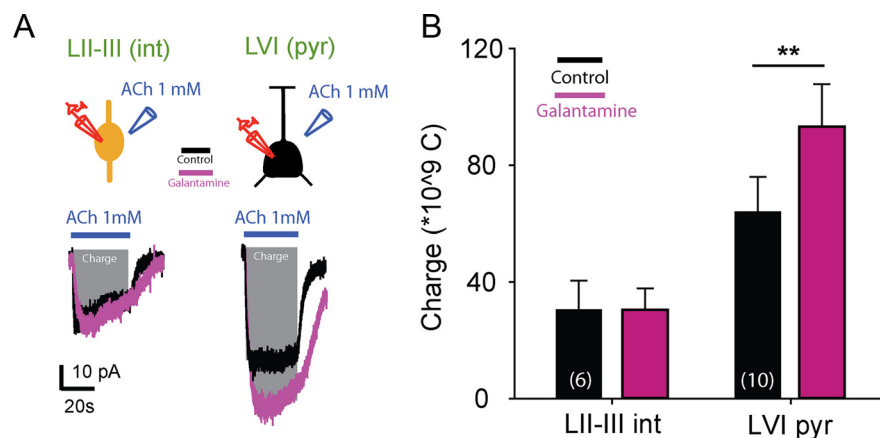 A
LII-III (int)
LVI (pyr)
ACh 1 mM
ACh 1 mM
Control
Galantamine
ACh 1mM
ACh 1mM
Charge
Charge
10 pA
20s
B
Charge (*10^9 C)
120
80
40
0
Control
Galantamine
**
(6)
(10)
LII-III int
LVI pyr